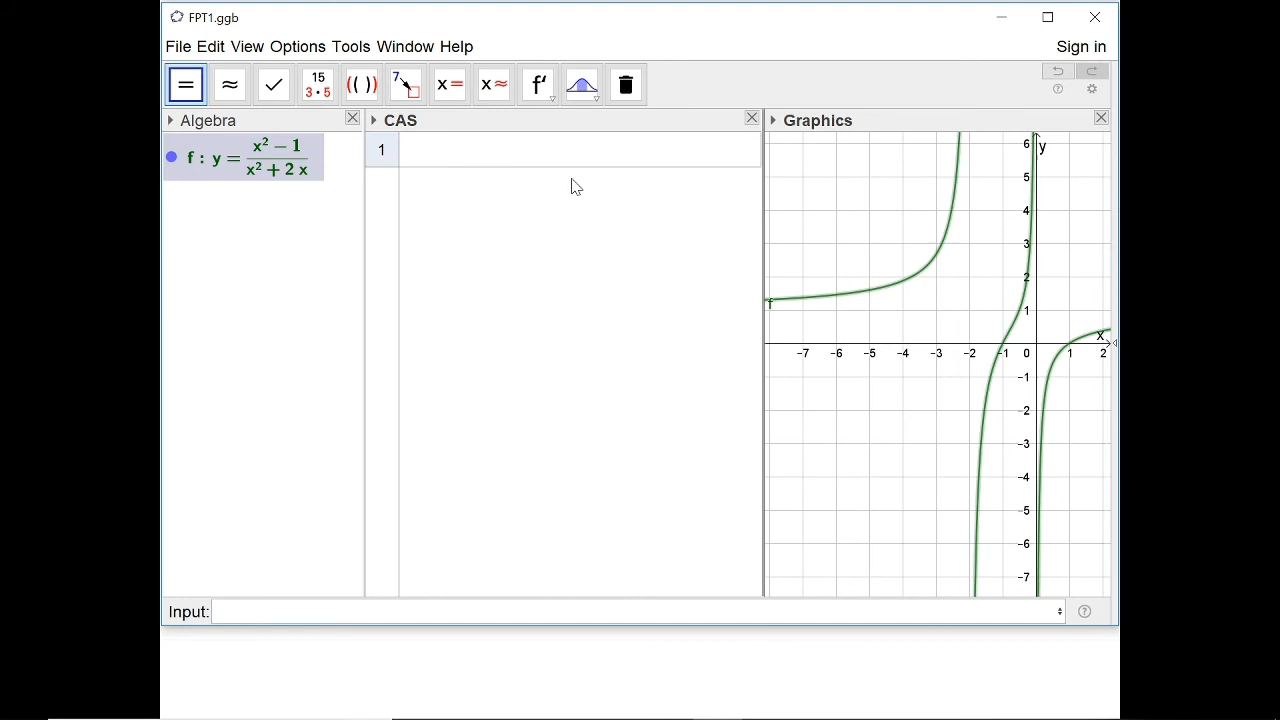 FPT1.ggb
File Edit View Options Tools Window Help
Sign in
= ≈ ✓ 15 3·5 (( )) 7 x= x≈ f′
Algebra
CAS
Graphics
f : y = (x² − 1) / (x² + 2 x)
1
y
6
5
4
3
2
1
f
x
−7 −6 −5 −4 −3 −2 −1 0 1 2
−1
−2
−3
−4
−5
−6
−7
Input: